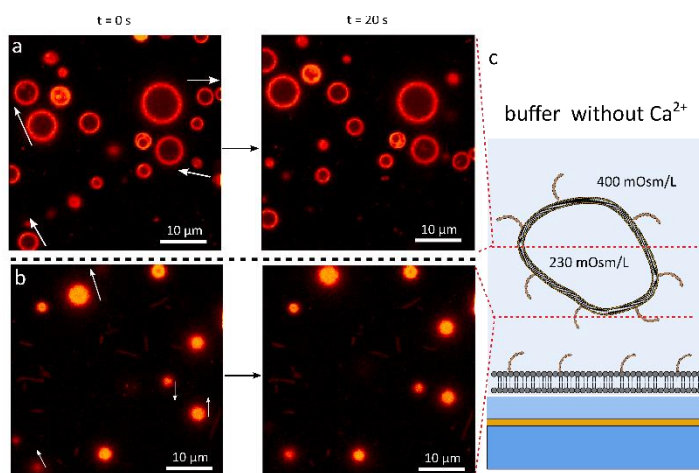 t = 0 s
t = 20 s
a
10 µm
10 µm
b
10 µm
10 µm
c
buffer without Ca²⁺
400 mOsm/L
230 mOsm/L